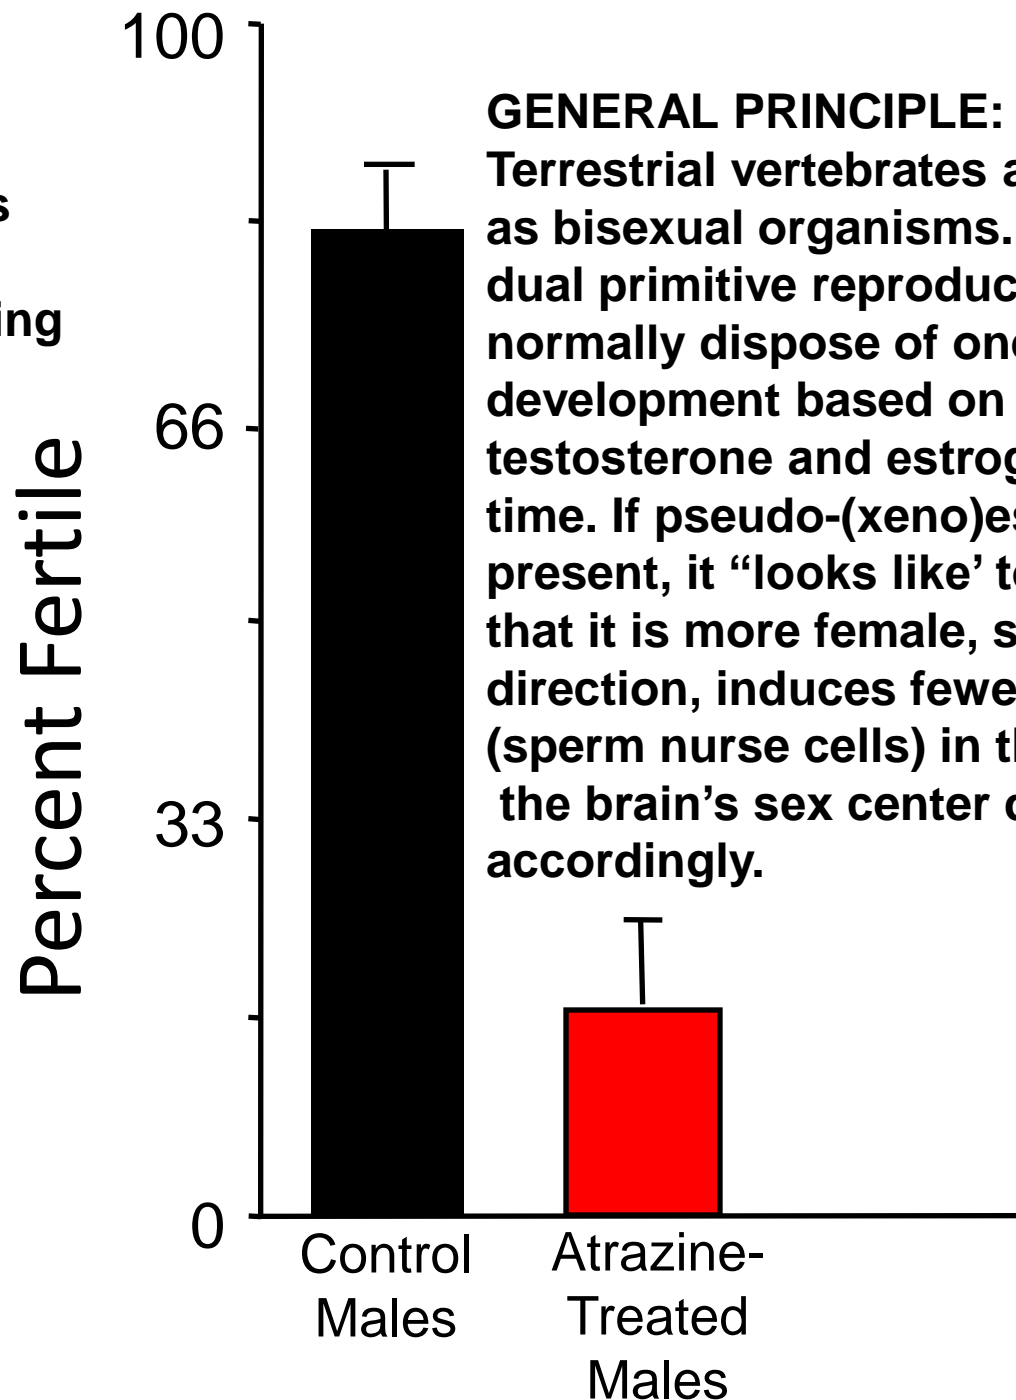 100
66
33
0
Percent Fertile
ing
GENERAL PRINCIPLE:
Terrestrial vertebrates
as bisexual organisms.
dual primitive reproduc
normally dispose of one
development based on
testosterone and estrog
time. If pseudo-(xeno)es
present, it “looks like’ to
that it is more female, s
direction, induces fewe
(sperm nurse cells) in th
the brain’s sex center
accordingly.
Control
Males
Atrazine-
Treated
Males